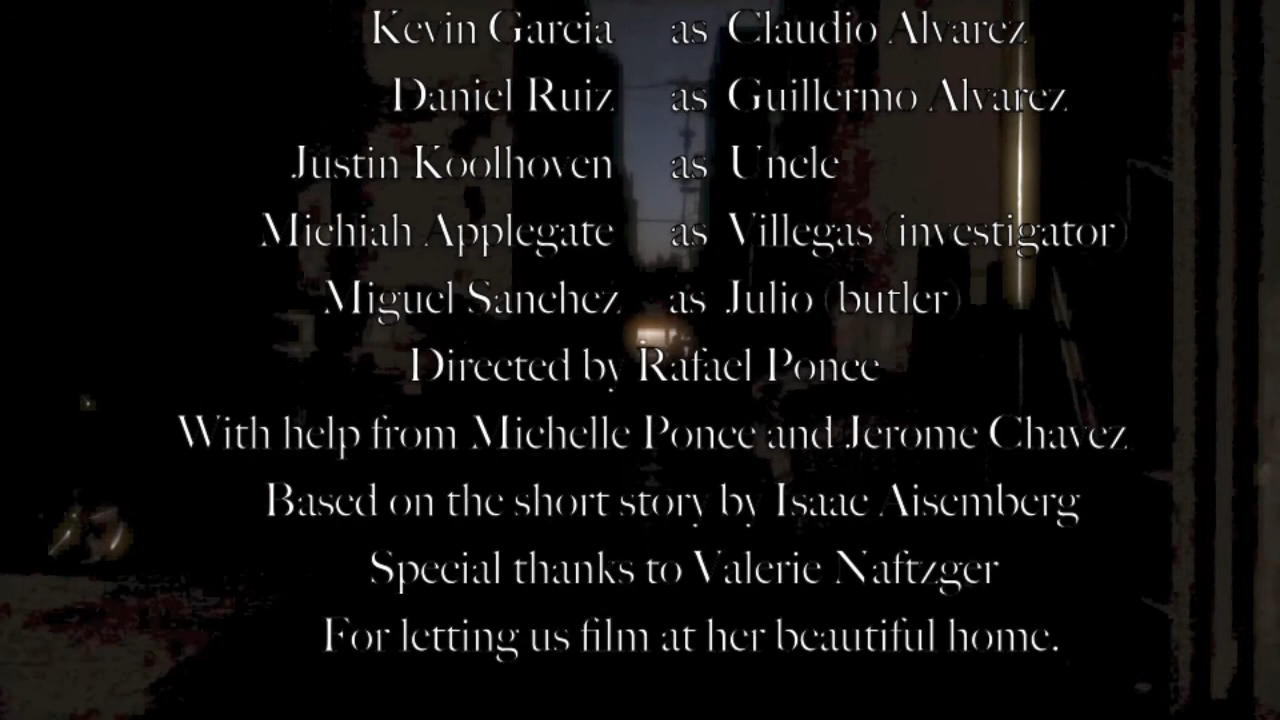 Kevin Garcia as Claudio Alvarez
Daniel Ruiz as Guillermo Alvarez
Justin Koolhoven as Uncle
Michiah Applegate as Villegas (investigator)
Miguel Sanchez as Julio (butler)
Directed by Rafael Ponce
With help from Michelle Ponce and Jerome Chavez
Based on the short story by Isaac Aisemberg
Special thanks to Valerie Naftzger
For letting us film at her beautiful home.